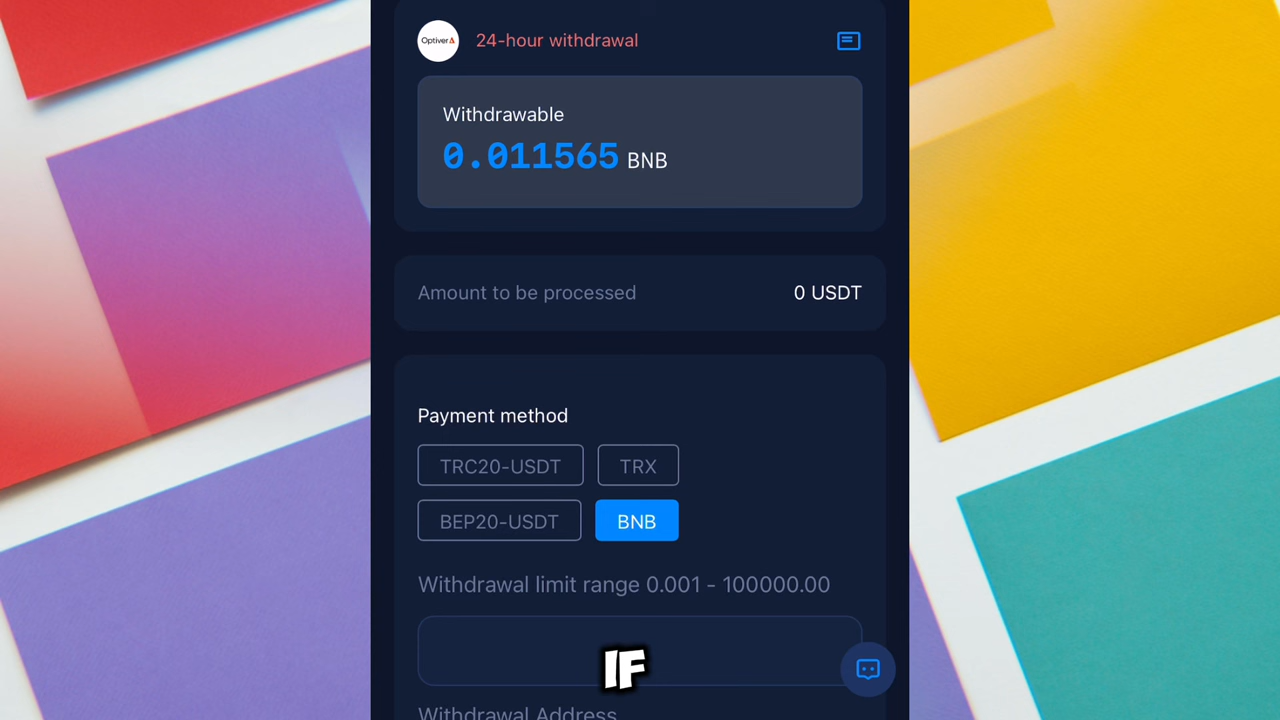 Optiver
24-hour withdrawal
Withdrawable
0.011565 BNB
Amount to be processed
0 USDT
Payment method
TRC20-USDT
TRX
BEP20-USDT
BNB
Withdrawal limit range 0.001 - 100000.00
IF
Withdrawal Address